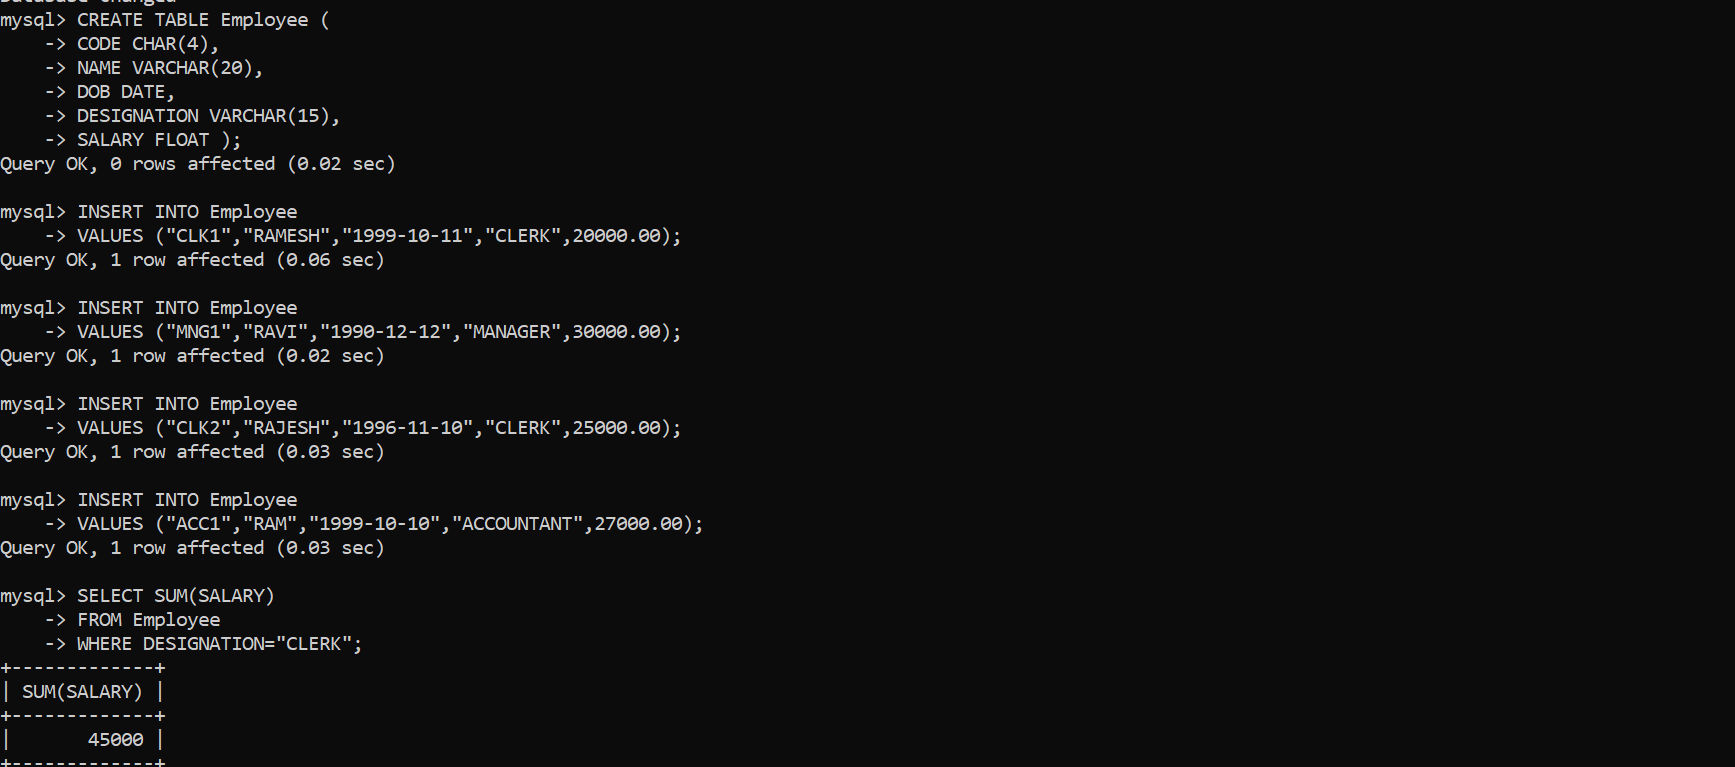 Database changed
mysql> CREATE TABLE Employee (
    -> CODE CHAR(4),
    -> NAME VARCHAR(20),
    -> DOB DATE,
    -> DESIGNATION VARCHAR(15),
    -> SALARY FLOAT );
Query OK, 0 rows affected (0.02 sec)

mysql> INSERT INTO Employee
    -> VALUES ("CLK1","RAMESH","1999-10-11","CLERK",20000.00);
Query OK, 1 row affected (0.06 sec)

mysql> INSERT INTO Employee
    -> VALUES ("MNG1","RAVI","1990-12-12","MANAGER",30000.00);
Query OK, 1 row affected (0.02 sec)

mysql> INSERT INTO Employee
    -> VALUES ("CLK2","RAJESH","1996-11-10","CLERK",25000.00);
Query OK, 1 row affected (0.03 sec)

mysql> INSERT INTO Employee
    -> VALUES ("ACC1","RAM","1999-10-10","ACCOUNTANT",27000.00);
Query OK, 1 row affected (0.03 sec)

mysql> SELECT SUM(SALARY)
    -> FROM Employee
    -> WHERE DESIGNATION="CLERK";
+-------------+
| SUM(SALARY) |
+-------------+
|       45000 |
+-------------+